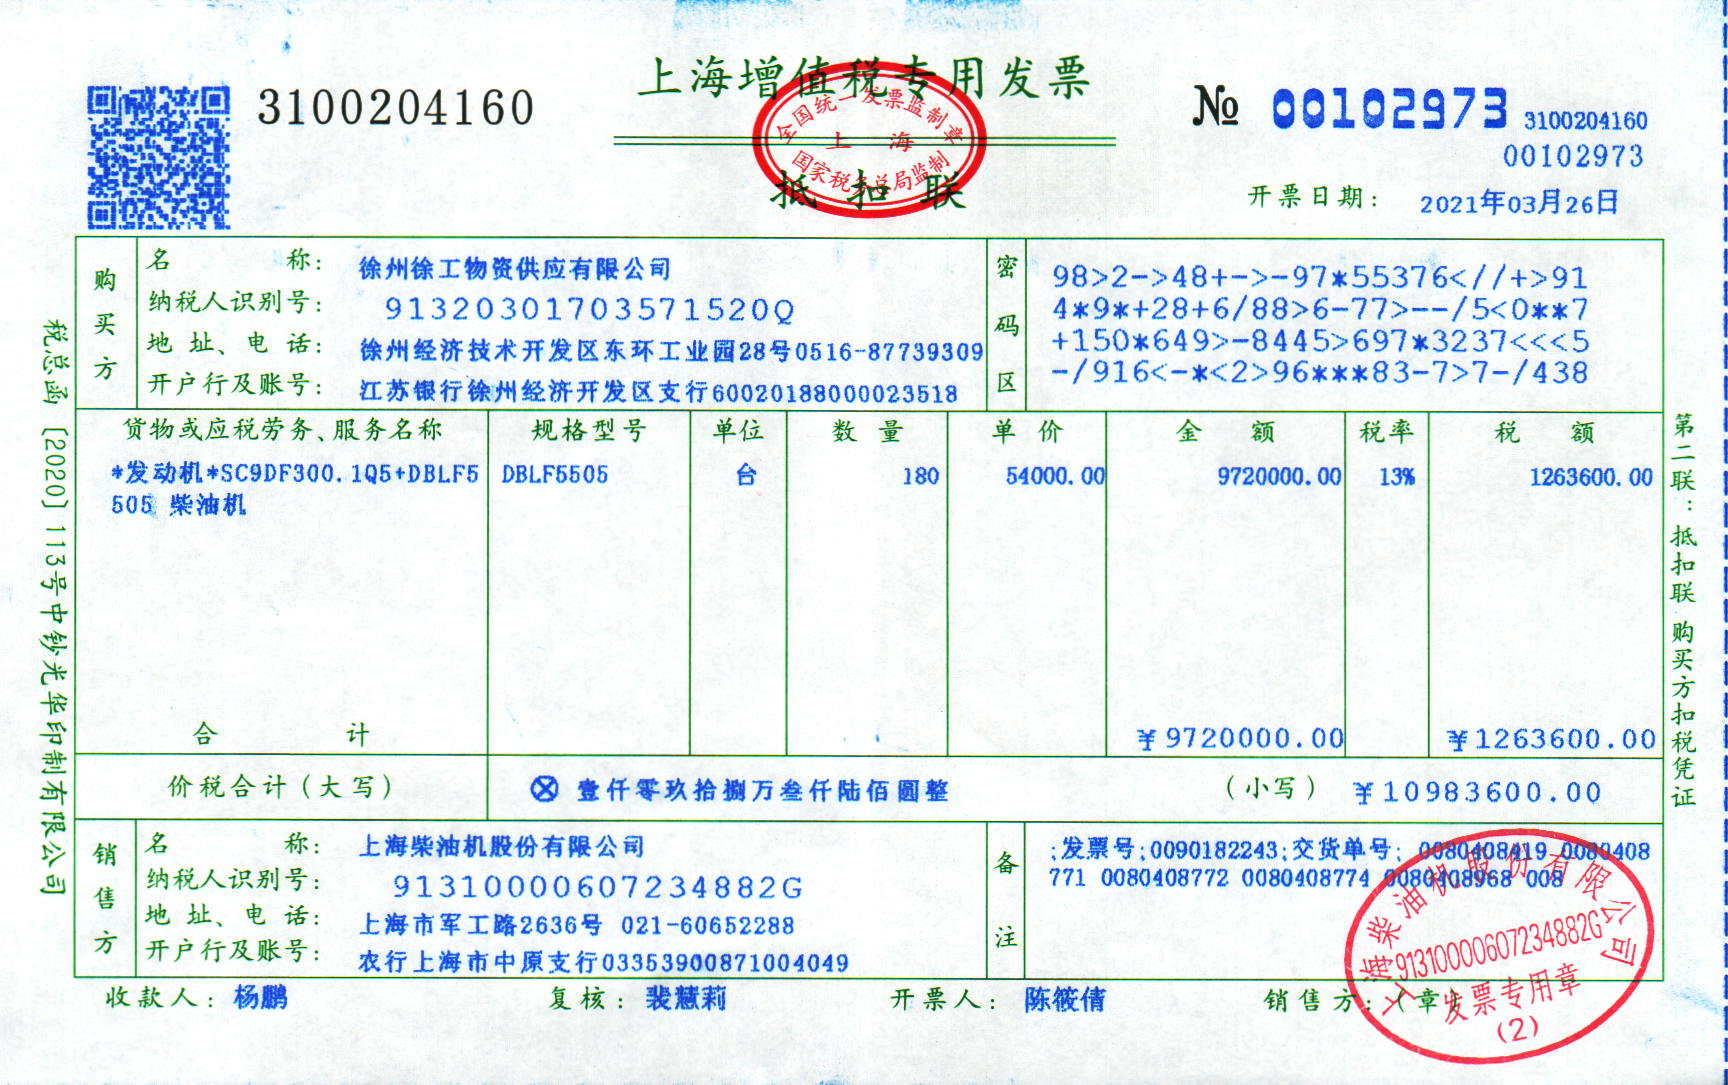 上海增值税专用发票
3100204160
№ 00102973
3100204160
00102973
全国统一发票监制章
上海
国家税务总局监制
抵扣联
开票日期： 2021年03月26日
购买方
名称： 徐州徐工物资供应有限公司
纳税人识别号： 91320301703571520Q
地址、电话： 徐州经济技术开发区东环工业园28号0516-87739309
开户行及账号： 江苏银行徐州经济开发区支行60020188000023518
密码区
98>2->48+->-97*55376<//+>91
4*9*+28+6/88>6-77>--/5<0**7
+150*649>-8445>697*3237<<<5
-/916<-*<2>96***83-7>7-/438
货物或应税劳务、服务名称 规格型号 单位 数量 单价 金额 税率 税额
*发动机*SC9DF300.1Q5+DBLF5 DBLF5505 台 180 54000.00 9720000.00 13% 1263600.00
505 柴油机
合计 ¥9720000.00 ¥1263600.00
价税合计（大写） ⊗ 壹仟零玖拾捌万叁仟陆佰圆整 （小写） ¥10983600.00
销售方
名称： 上海柴油机股份有限公司
纳税人识别号： 91310000607234882G
地址、电话： 上海市军工路2636号 021-60652288
开户行及账号： 农行上海市中原支行03353900871004049
备注
;发票号;0090182243;交货单号; 0080408419 0080408
771 0080408772 0080408774 0080408968 008
收款人： 杨鹏 复核： 裴慧莉 开票人： 陈筱倩 销售方：（章）
上海柴油机股份有限公司
91310000607234882G
发票专用章
(2)
税总函［2020］113号中钞光华印制有限公司
第二联：抵扣联 购买方扣税凭证